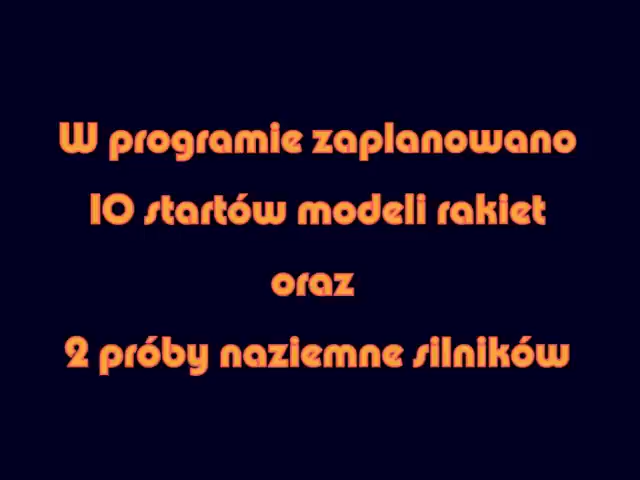 W programie zaplanowano
10 startów modeli rakiet
oraz
2 próby naziemne silników